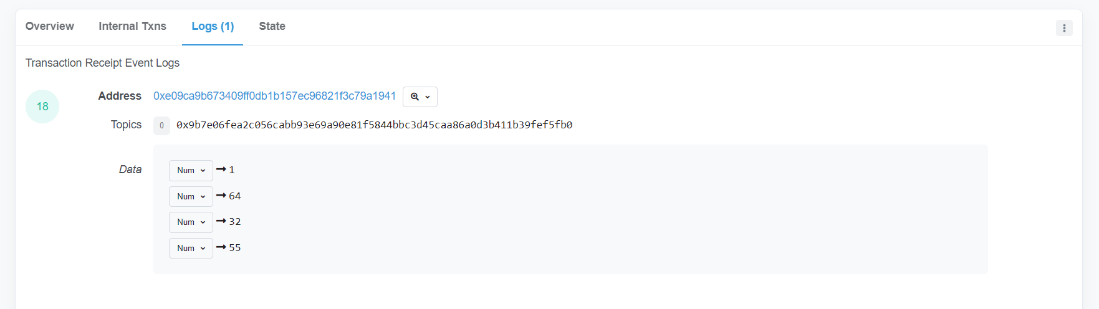 Overview Internal Txns Logs (1) State
Transaction Receipt Event Logs
18
Address 0xe09ca9b673409ff0db1b157ec96821f3c79a1941
Topics 0 0x9b7e06fea2c056cabb93e69a90e81f5844bbc3d45caa86a0d3b411b39fef5fb0
Data
Num → 1
Num → 64
Num → 32
Num → 55